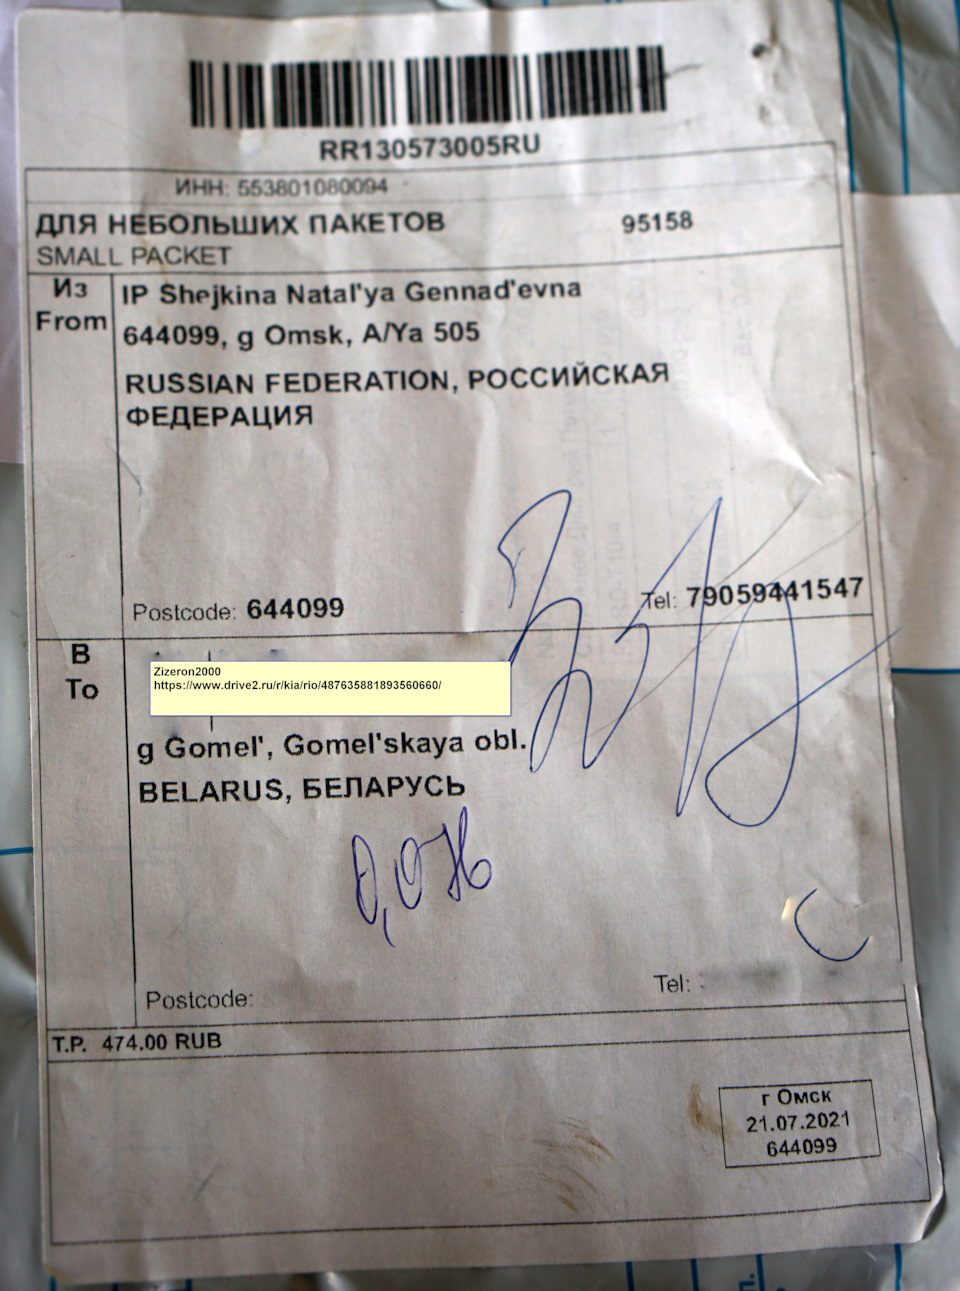 RR130573005RU
ИНН: 553801080094
ДЛЯ НЕБОЛЬШИХ ПАКЕТОВ 95158
SMALL PACKET
Из
From
IP Shejkina Natal'ya Gennad'evna
644099, g Omsk, A/Ya 505
RUSSIAN FEDERATION, РОССИЙСКАЯ
ФЕДЕРАЦИЯ
Postcode: 644099 Tel: 79059441547
В
To
Zizeron2000
https://www.drive2.ru/r/kia/rio/487635881893560660/
g Gomel', Gomel'skaya obl.
BELARUS, БЕЛАРУСЬ
Postcode: Tel:
T.P. 474.00 RUB
г Омск
21.07.2021
644099